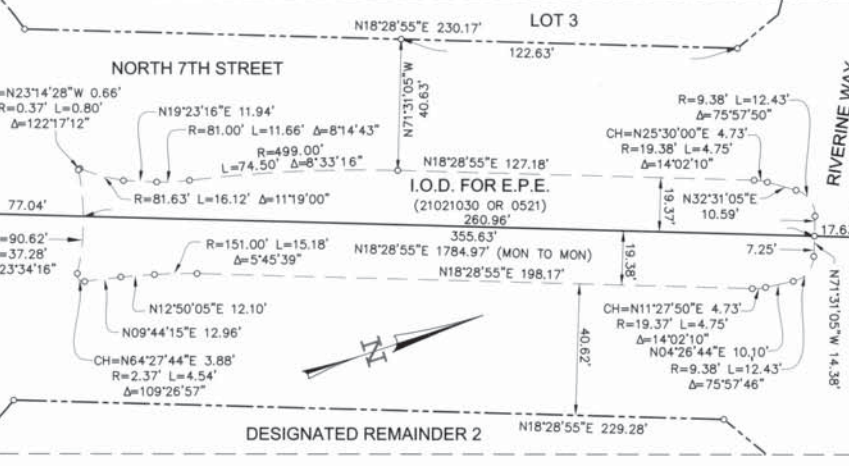 LOT 3
N18°28'55"E 230.17'
122.63'
NORTH 7TH STREET
RIVERINE WAY
=N23°14'28"W 0.66'
R=0.37' L=0.80'
Δ=122°17'12"
N19°23'16"E 11.94'
R=81.00' L=11.66' Δ=8°14'43"
R=499.00'
L=74.50' Δ=8°33'16"
N71°31'05"W
40.63'
R=9.38' L=12.43'
Δ=75°57'50"
CH=N25°30'00"E 4.73'
R=19.38' L=4.75'
Δ=14°02'10"
N18°28'55"E 127.18'
R=81.63' L=16.12' Δ=11°19'00"
I.O.D. FOR E.P.E.
(21021030 OR 0521)
N32°31'05"E
10.59'
19.37'
77.04'
260.96'
355.63'
17.63
=90.62'
=37.28'
23°34'16"
R=151.00' L=15.18'
Δ=5°45'39"
N18°28'55"E 1784.97' (MON TO MON)
7.25'
N18°28'55"E 198.17'
19.38'
N12°50'05"E 12.10'
N09°44'15"E 12.96'
CH=N11°27'50"E 4.73'
R=19.37' L=4.75'
Δ=14°02'10"
N04°26'44"E 10.10'
R=9.38' L=12.43'
Δ=75°57'46"
N71°31'05"W 14.38'
CH=N64°27'44"E 3.88'
R=2.37' L=4.54'
Δ=109°26'57"
N
40.62'
N18°28'55"E 229.28'
DESIGNATED REMAINDER 2